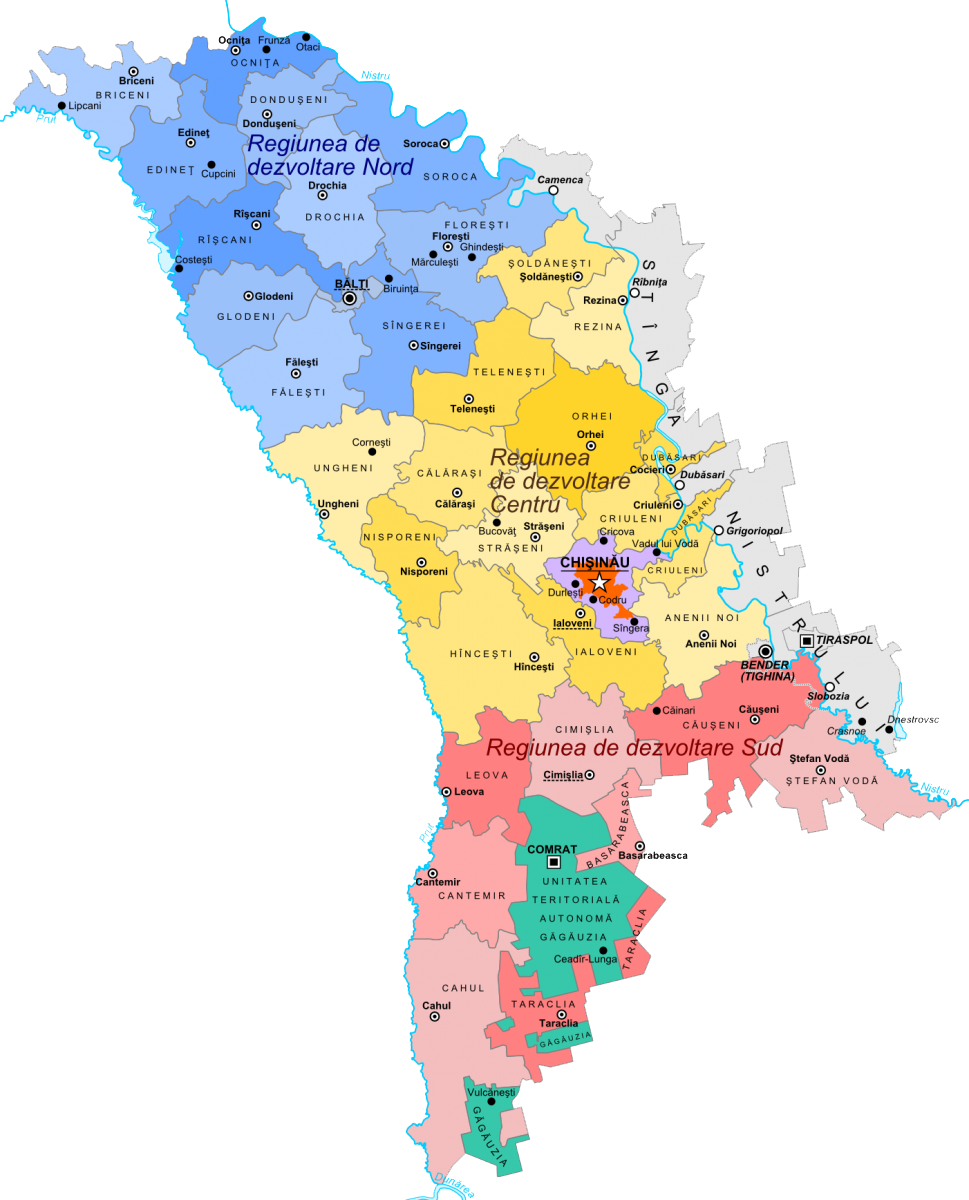 Ocnița
Frunză
Otaci
OCNIȚA
Nistru
Briceni
BRICENI
Lipcani
Prut
DONDUȘENI
Dondușeni
Edineț
EDINEȚ
Cupcini
Regiunea de
dezvoltare Nord
Soroca
SOROCA
Camenca
Drochia
DROCHIA
Rîșcani
RÎȘCANI
Costești
FLOREȘTI
Florești
Ghindești
Mărculești
ȘOLDĂNEȘTI
Șoldănești
BĂLȚI
Biruința
Glodeni
GLODENI
Rezina
REZINA
Rîbnița
STÎNGA NISTRULUI
SÎNGEREI
Sîngerei
Fălești
FĂLEȘTI
TELENEȘTI
Telenești
ORHEI
Orhei
Cornești
UNGHENI
Ungheni
CĂLĂRAȘI
Călărași
Regiunea
de dezvoltare
Centru
DUBĂSARI
Cocieri
Dubăsari
Criuleni
CRIULENI
DUBĂSARI
Grigoriopol
Bucovăț
Strășeni
STRĂȘENI
Cricova
Vadul lui Vodă
NISPORENI
Nisporeni
CHIȘINĂU
CRIULENI
Durlești
Codru
Ialoveni
Sîngera
IALOVENI
ANENII NOI
Anenii Noi
HÎNCEȘTI
Hîncești
BENDER
(TIGHINA)
TIRASPOL
Slobozia
Crasnoe
Dnestrovsc
Căinari
Căușeni
CĂUȘENI
CIMIȘLIA
Regiunea de dezvoltare Sud
Cimișlia
LEOVA
Leova
Ștefan Vodă
ȘTEFAN VODĂ
Nistru
Prut
BASARABEASCA
BASARABEASCA
Basarabeasca
COMRAT
Cantemir
CANTEMIR
UNITATEA
TERITORIALĂ
AUTONOMĂ
GĂGĂUZIA
Ceadîr-Lunga
TARACLIA
CAHUL
Cahul
TARACLIA
Taraclia
GĂGĂUZIA
Vulcănești
GĂGĂUZIA
Dunărea